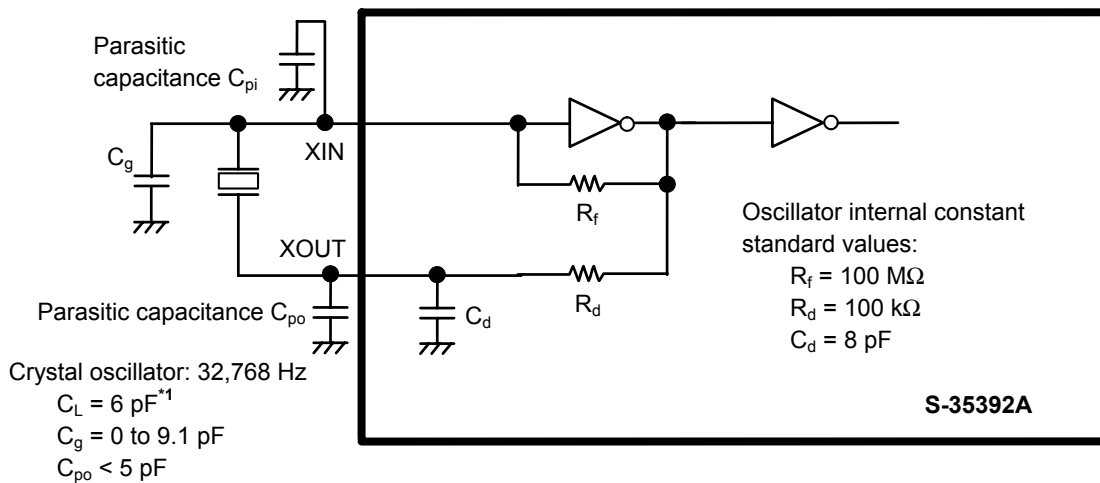 Parasitic
capacitance Cpi
Cg
XIN
Rf
XOUT
Rd
Parasitic capacitance Cpo
Cd
Oscillator internal constant
standard values:
Rf = 100 MΩ
Rd = 100 kΩ
Cd = 8 pF
Crystal oscillator: 32,768 Hz
CL = 6 pF*1
Cg = 0 to 9.1 pF
Cpo < 5 pF
S-35392A